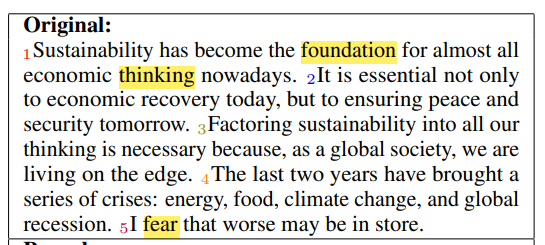 Original:
1Sustainability has become the foundation for almost all
economic thinking nowadays. 2It is essential not only
to economic recovery today, but to ensuring peace and
security tomorrow. 3Factoring sustainability into all our
thinking is necessary because, as a global society, we are
living on the edge. 4The last two years have brought a
series of crises: energy, food, climate change, and global
recession. 5I fear that worse may be in store.